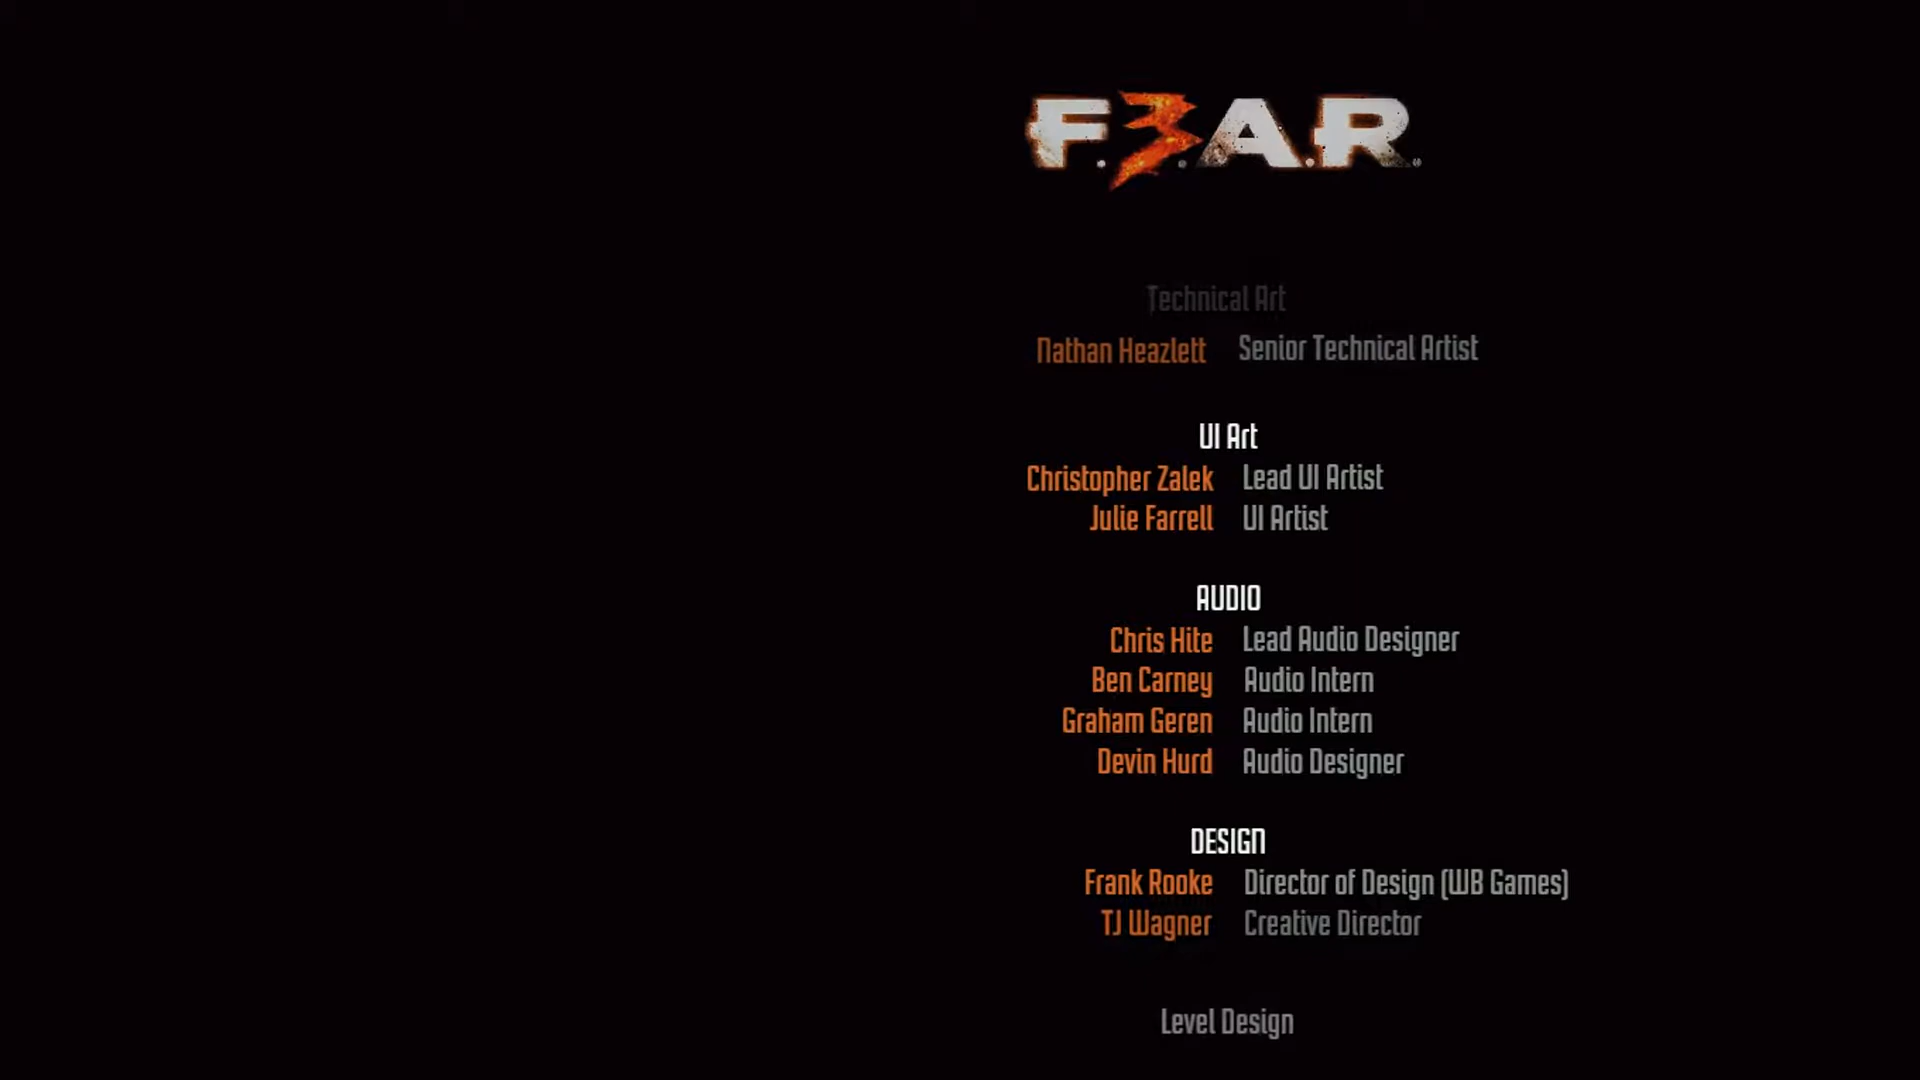 F.3.A.R.
Technical Art
Nathan Heazlett Senior Technical Artist
UI Art
Christopher Zalek Lead UI Artist
Julie Farrell UI Artist
AUDIO
Chris Hite Lead Audio Designer
Ben Carney Audio Intern
Graham Geren Audio Intern
Devin Hurd Audio Designer
DESIGN
Frank Rooke Director of Design (WB Games)
TJ Wagner Creative Director
Level Design